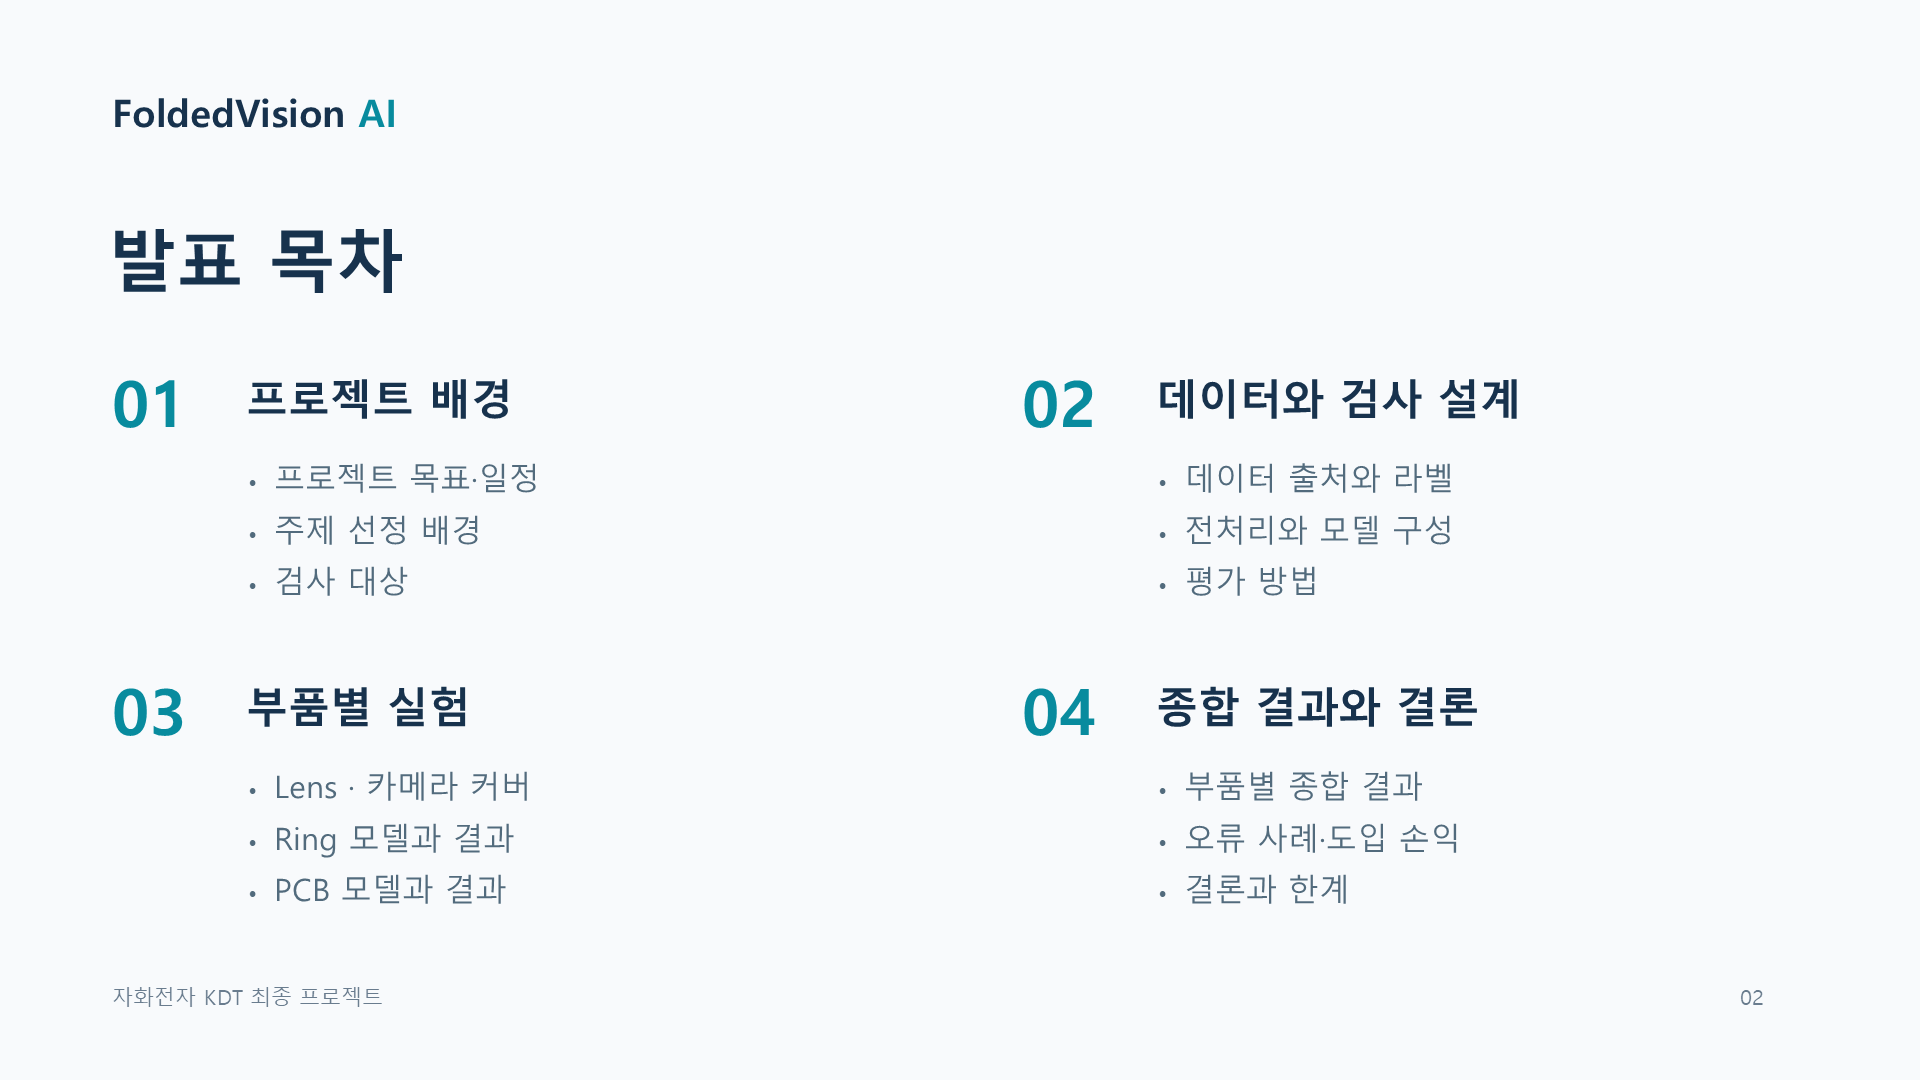 FoldedVision AI
발표 목차
01 프로젝트 배경
• 프로젝트 목표·일정
• 주제 선정 배경
• 검사 대상
02 데이터와 검사 설계
• 데이터 출처와 라벨
• 전처리와 모델 구성
• 평가 방법
03 부품별 실험
• Lens · 카메라 커버
• Ring 모델과 결과
• PCB 모델과 결과
04 종합 결과와 결론
• 부품별 종합 결과
• 오류 사례·도입 손익
• 결론과 한계
자화전자 KDT 최종 프로젝트
02